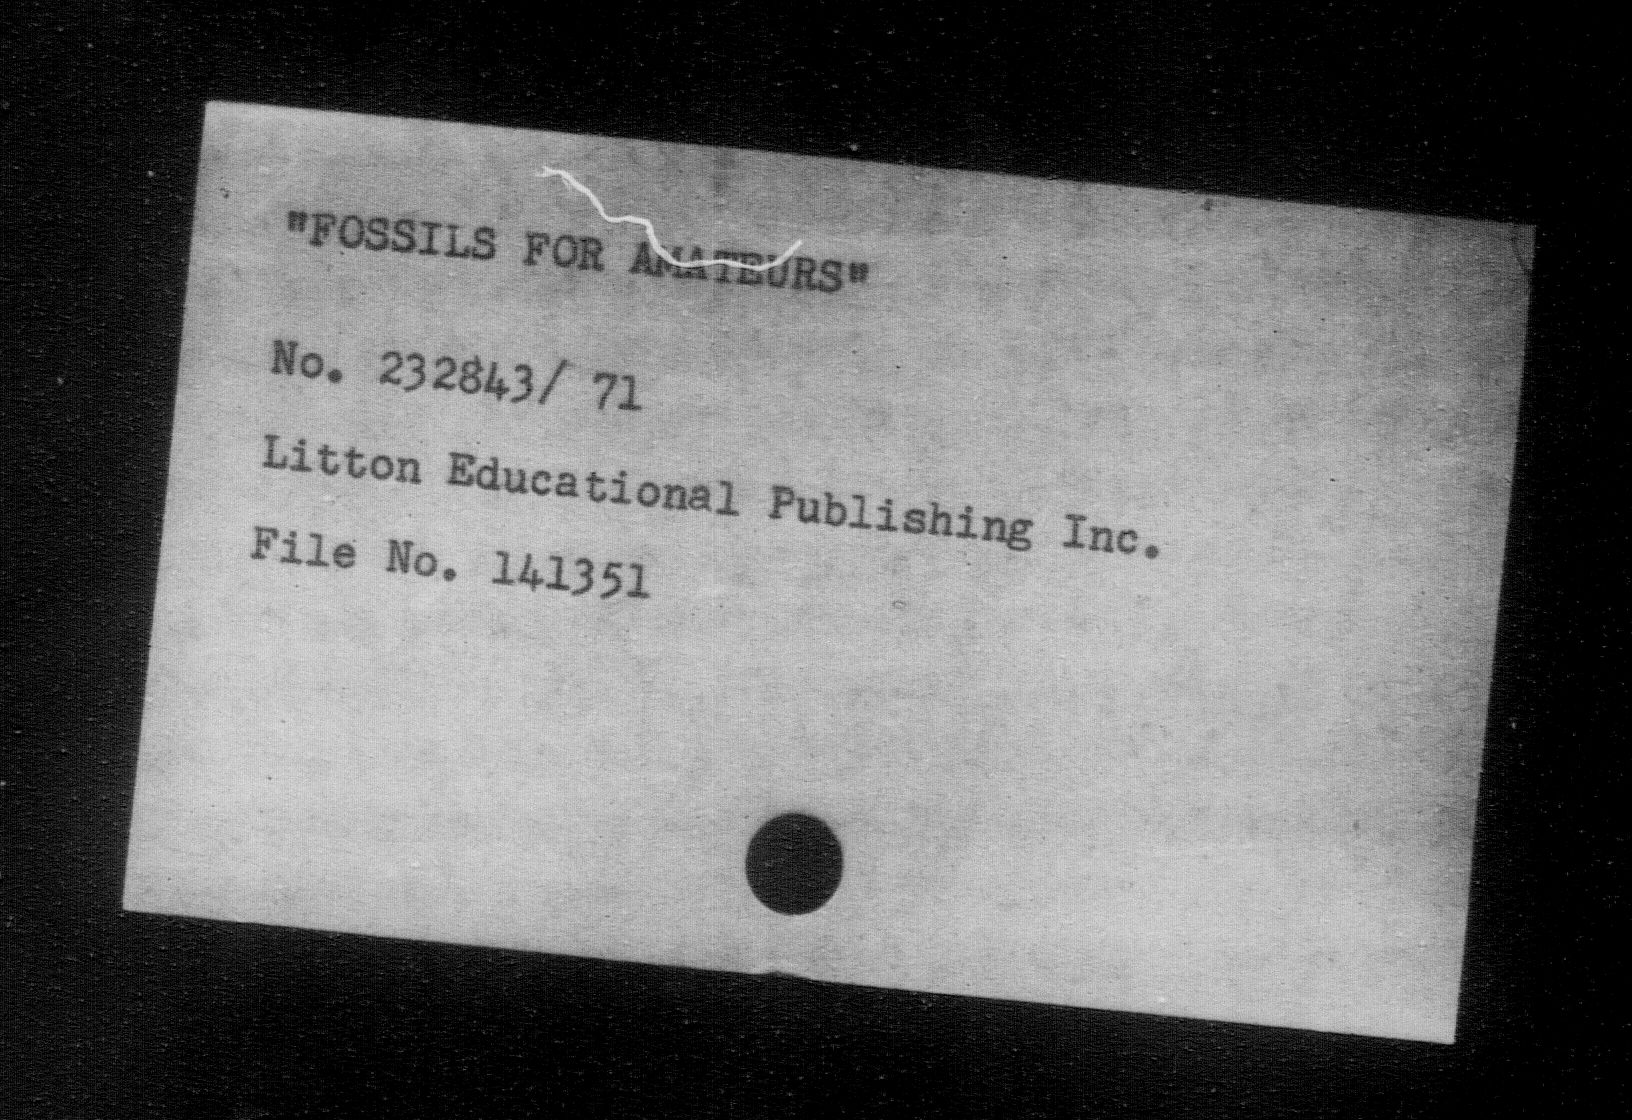 "FOSSILS FOR AMATEURS"
No. 232843/ 71
Litton Educational Publishing Inc.
File No. 141351